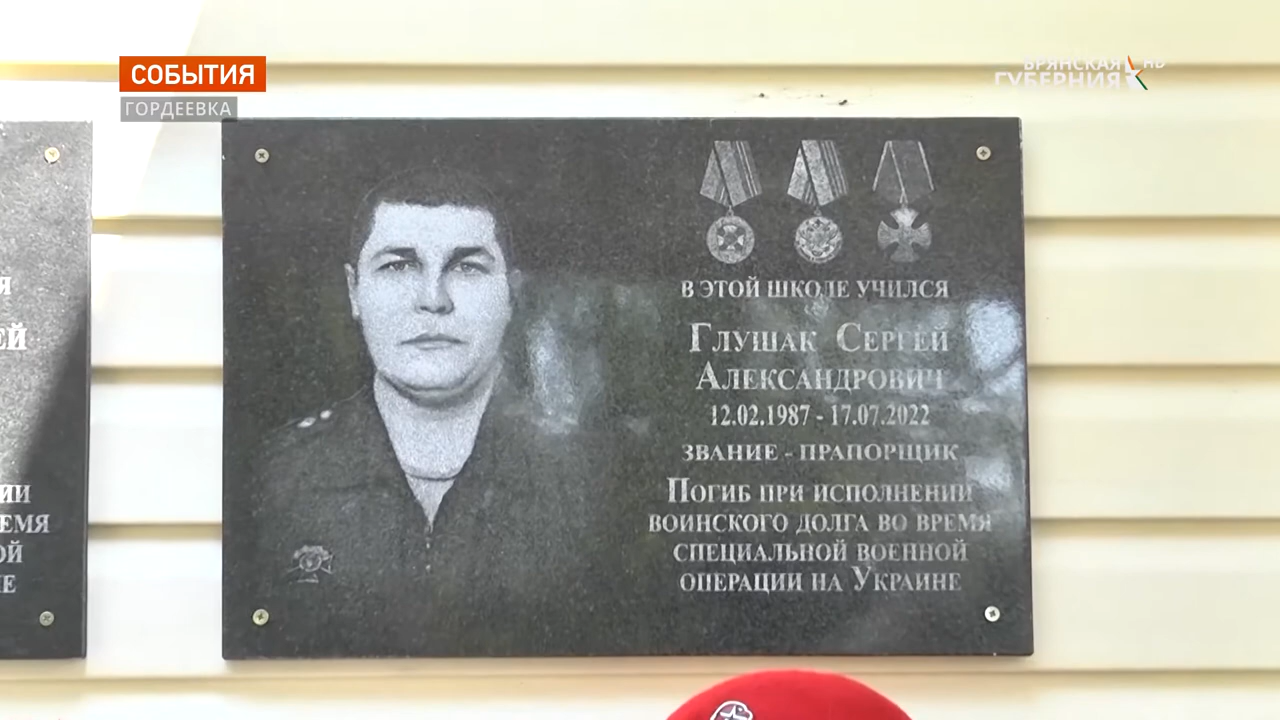 СОБЫТИЯ
ГОРДЕЕВКА
БРЯНСКАЯ HD
ГУБЕРНИЯ
В ЭТОЙ ШКОЛЕ УЧИЛСЯ
ГЛУШАК СЕРГЕЙ
АЛЕКСАНДРОВИЧ
12.02.1987 - 17.07.2022
ЗВАНИЕ - ПРАПОРЩИК
ПОГИБ ПРИ ИСПОЛНЕНИИ
ВОИНСКОГО ДОЛГА ВО ВРЕМЯ
СПЕЦИАЛЬНОЙ ВОЕННОЙ
ОПЕРАЦИИ НА УКРАИНЕ